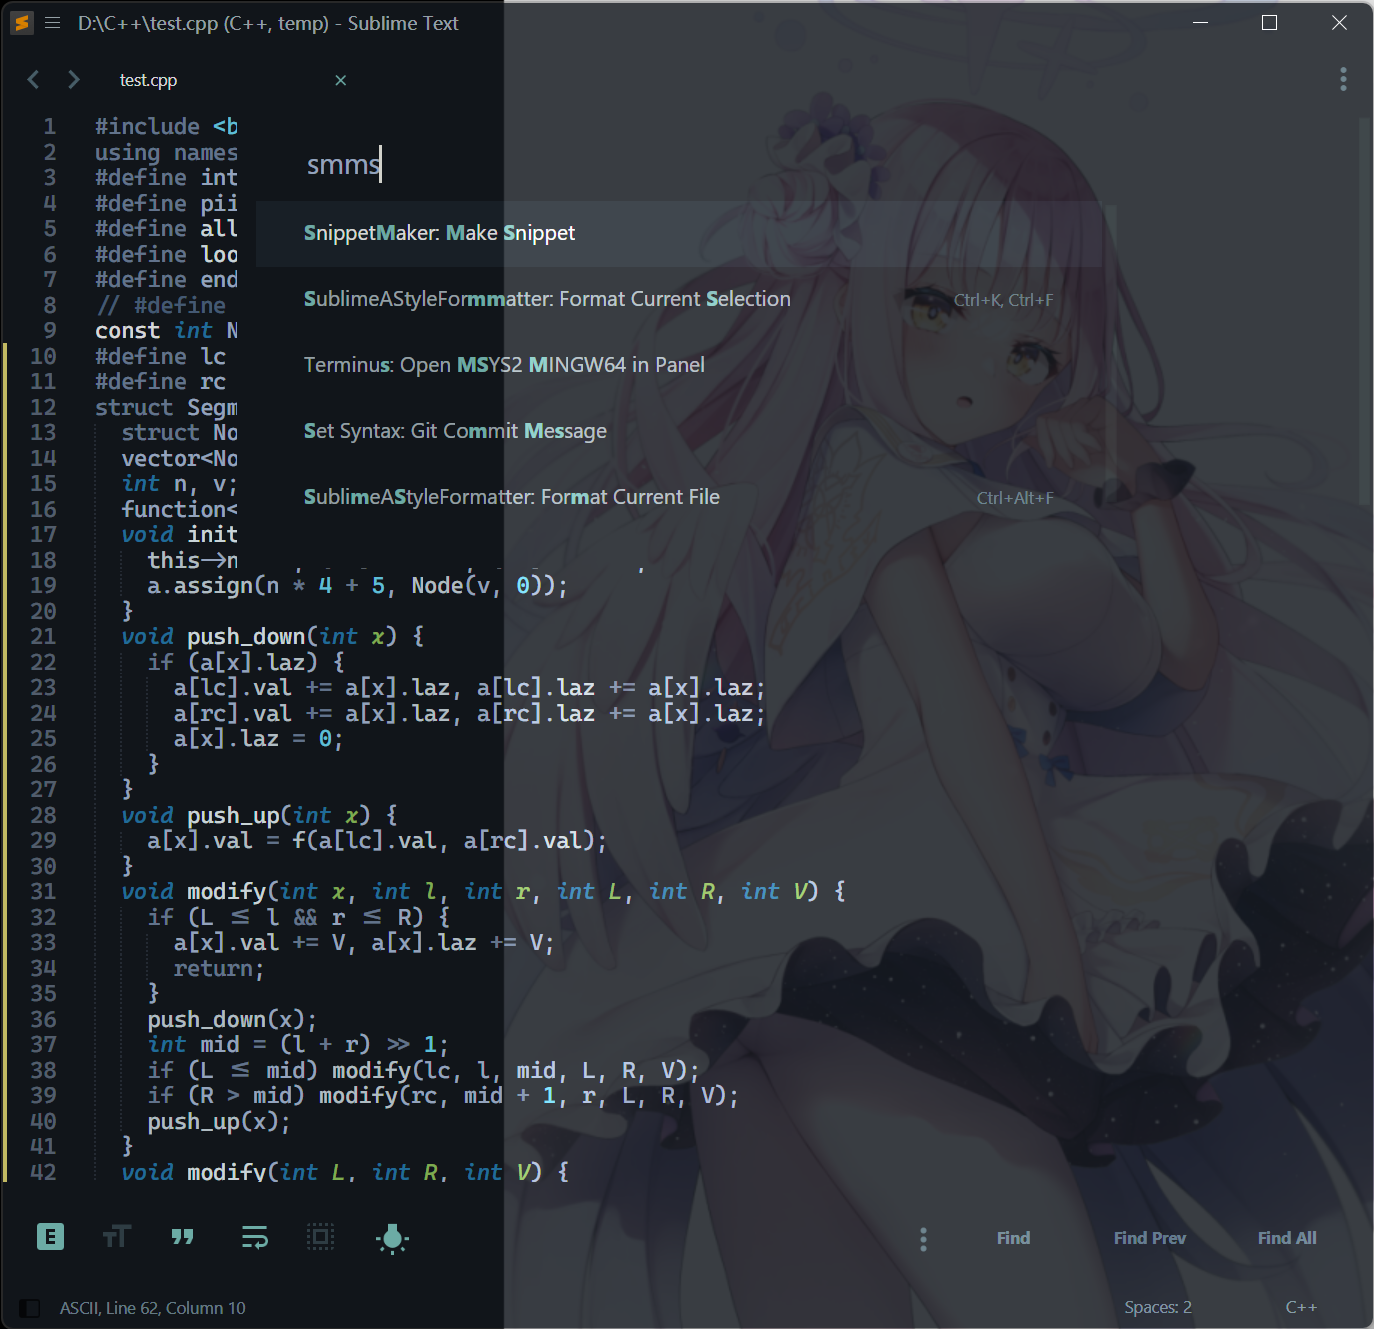 D:\C++\test.cpp (C++, temp) - Sublime Text
test.cpp
smms
SnippetMaker: Make Snippet
SublimeAStyleFormmatter: Format Current Selection Ctrl+K, Ctrl+F
Terminus: Open MSYS2 MINGW64 in Panel
Set Syntax: Git Commit Message
SublimeAStyleFormatter: Format Current File Ctrl+Alt+F
1 #include <b
2 using names
3 #define int
4 #define pii
5 #define all
6 #define loo
7 #define end
8 // #define
9 const int N
10 #define lc
11 #define rc
12 struct Segm
13 struct No
14 vector<No
15 int n, v;
16 function<
17 void init
18 this->n
19 a.assign(n * 4 + 5, Node(v, 0));
20 }
21 void push_down(int x) {
22 if (a[x].laz) {
23 a[lc].val += a[x].laz, a[lc].laz += a[x].laz;
24 a[rc].val += a[x].laz, a[rc].laz += a[x].laz;
25 a[x].laz = 0;
26 }
27 }
28 void push_up(int x) {
29 a[x].val = f(a[lc].val, a[rc].val);
30 }
31 void modify(int x, int l, int r, int L, int R, int V) {
32 if (L <= l && r <= R) {
33 a[x].val += V, a[x].laz += V;
34 return;
35 }
36 push_down(x);
37 int mid = (l + r) >> 1;
38 if (L <= mid) modify(lc, l, mid, L, R, V);
39 if (R > mid) modify(rc, mid + 1, r, L, R, V);
40 push_up(x);
41 }
42 void modify(int L, int R, int V) {
Find Find Prev Find All
ASCII, Line 62, Column 10 Spaces: 2 C++